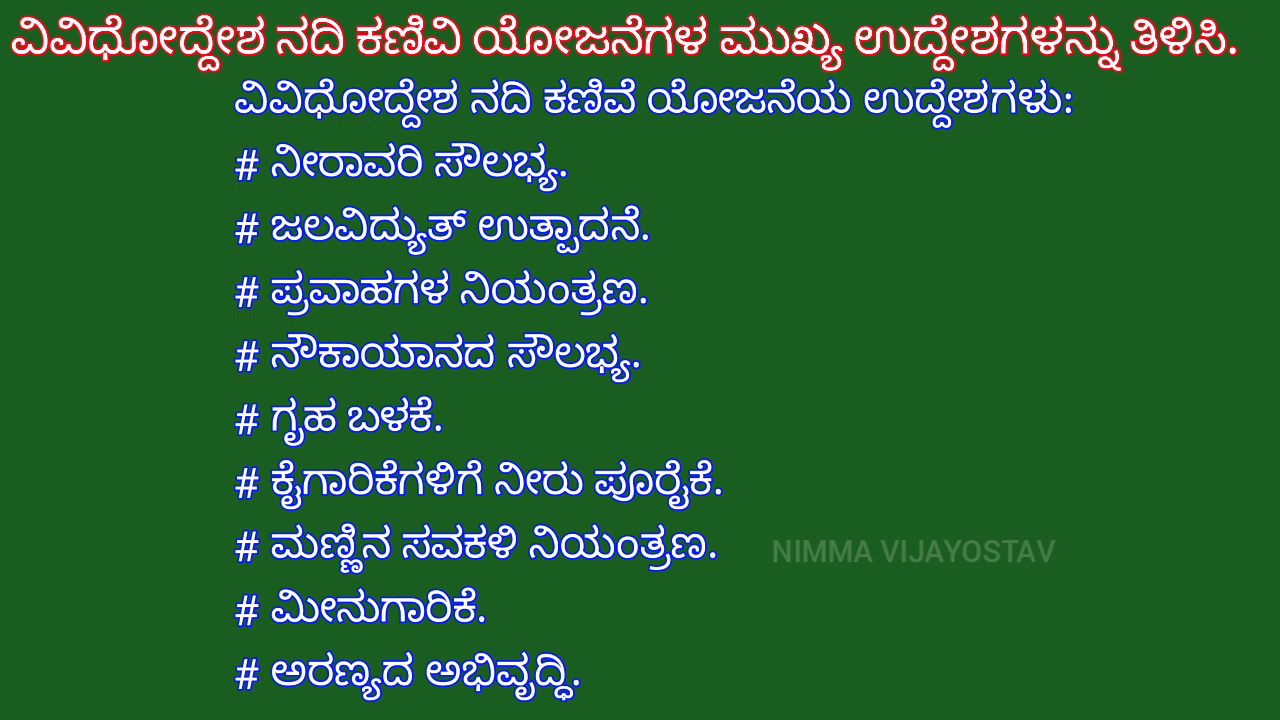 ವಿವಿಧೋದ್ದೇಶ ನದಿ ಕಣಿವಿ ಯೋಜನೆಗಳ ಮುಖ್ಯ ಉದ್ದೇಶಗಳನ್ನು ತಿಳಿಸಿ.
ವಿವಿಧೋದ್ದೇಶ ನದಿ ಕಣಿವೆ ಯೋಜನೆಯ ಉದ್ದೇಶಗಳು:
# ನೀರಾವರಿ ಸೌಲಭ್ಯ.
# ಜಲವಿದ್ಯುತ್ ಉತ್ಪಾದನೆ.
# ಪ್ರವಾಹಗಳ ನಿಯಂತ್ರಣ.
# ನೌಕಾಯಾನದ ಸೌಲಭ್ಯ.
# ಗೃಹ ಬಳಕೆ.
# ಕೈಗಾರಿಕೆಗಳಿಗೆ ನೀರು ಪೂರೈಕೆ.
# ಮಣ್ಣಿನ ಸವಕಳಿ ನಿಯಂತ್ರಣ.
NIMMA VIJAYOSTAV
# ಮೀನುಗಾರಿಕೆ.
# ಅರಣ್ಯದ ಅಭಿವೃದ್ಧಿ.